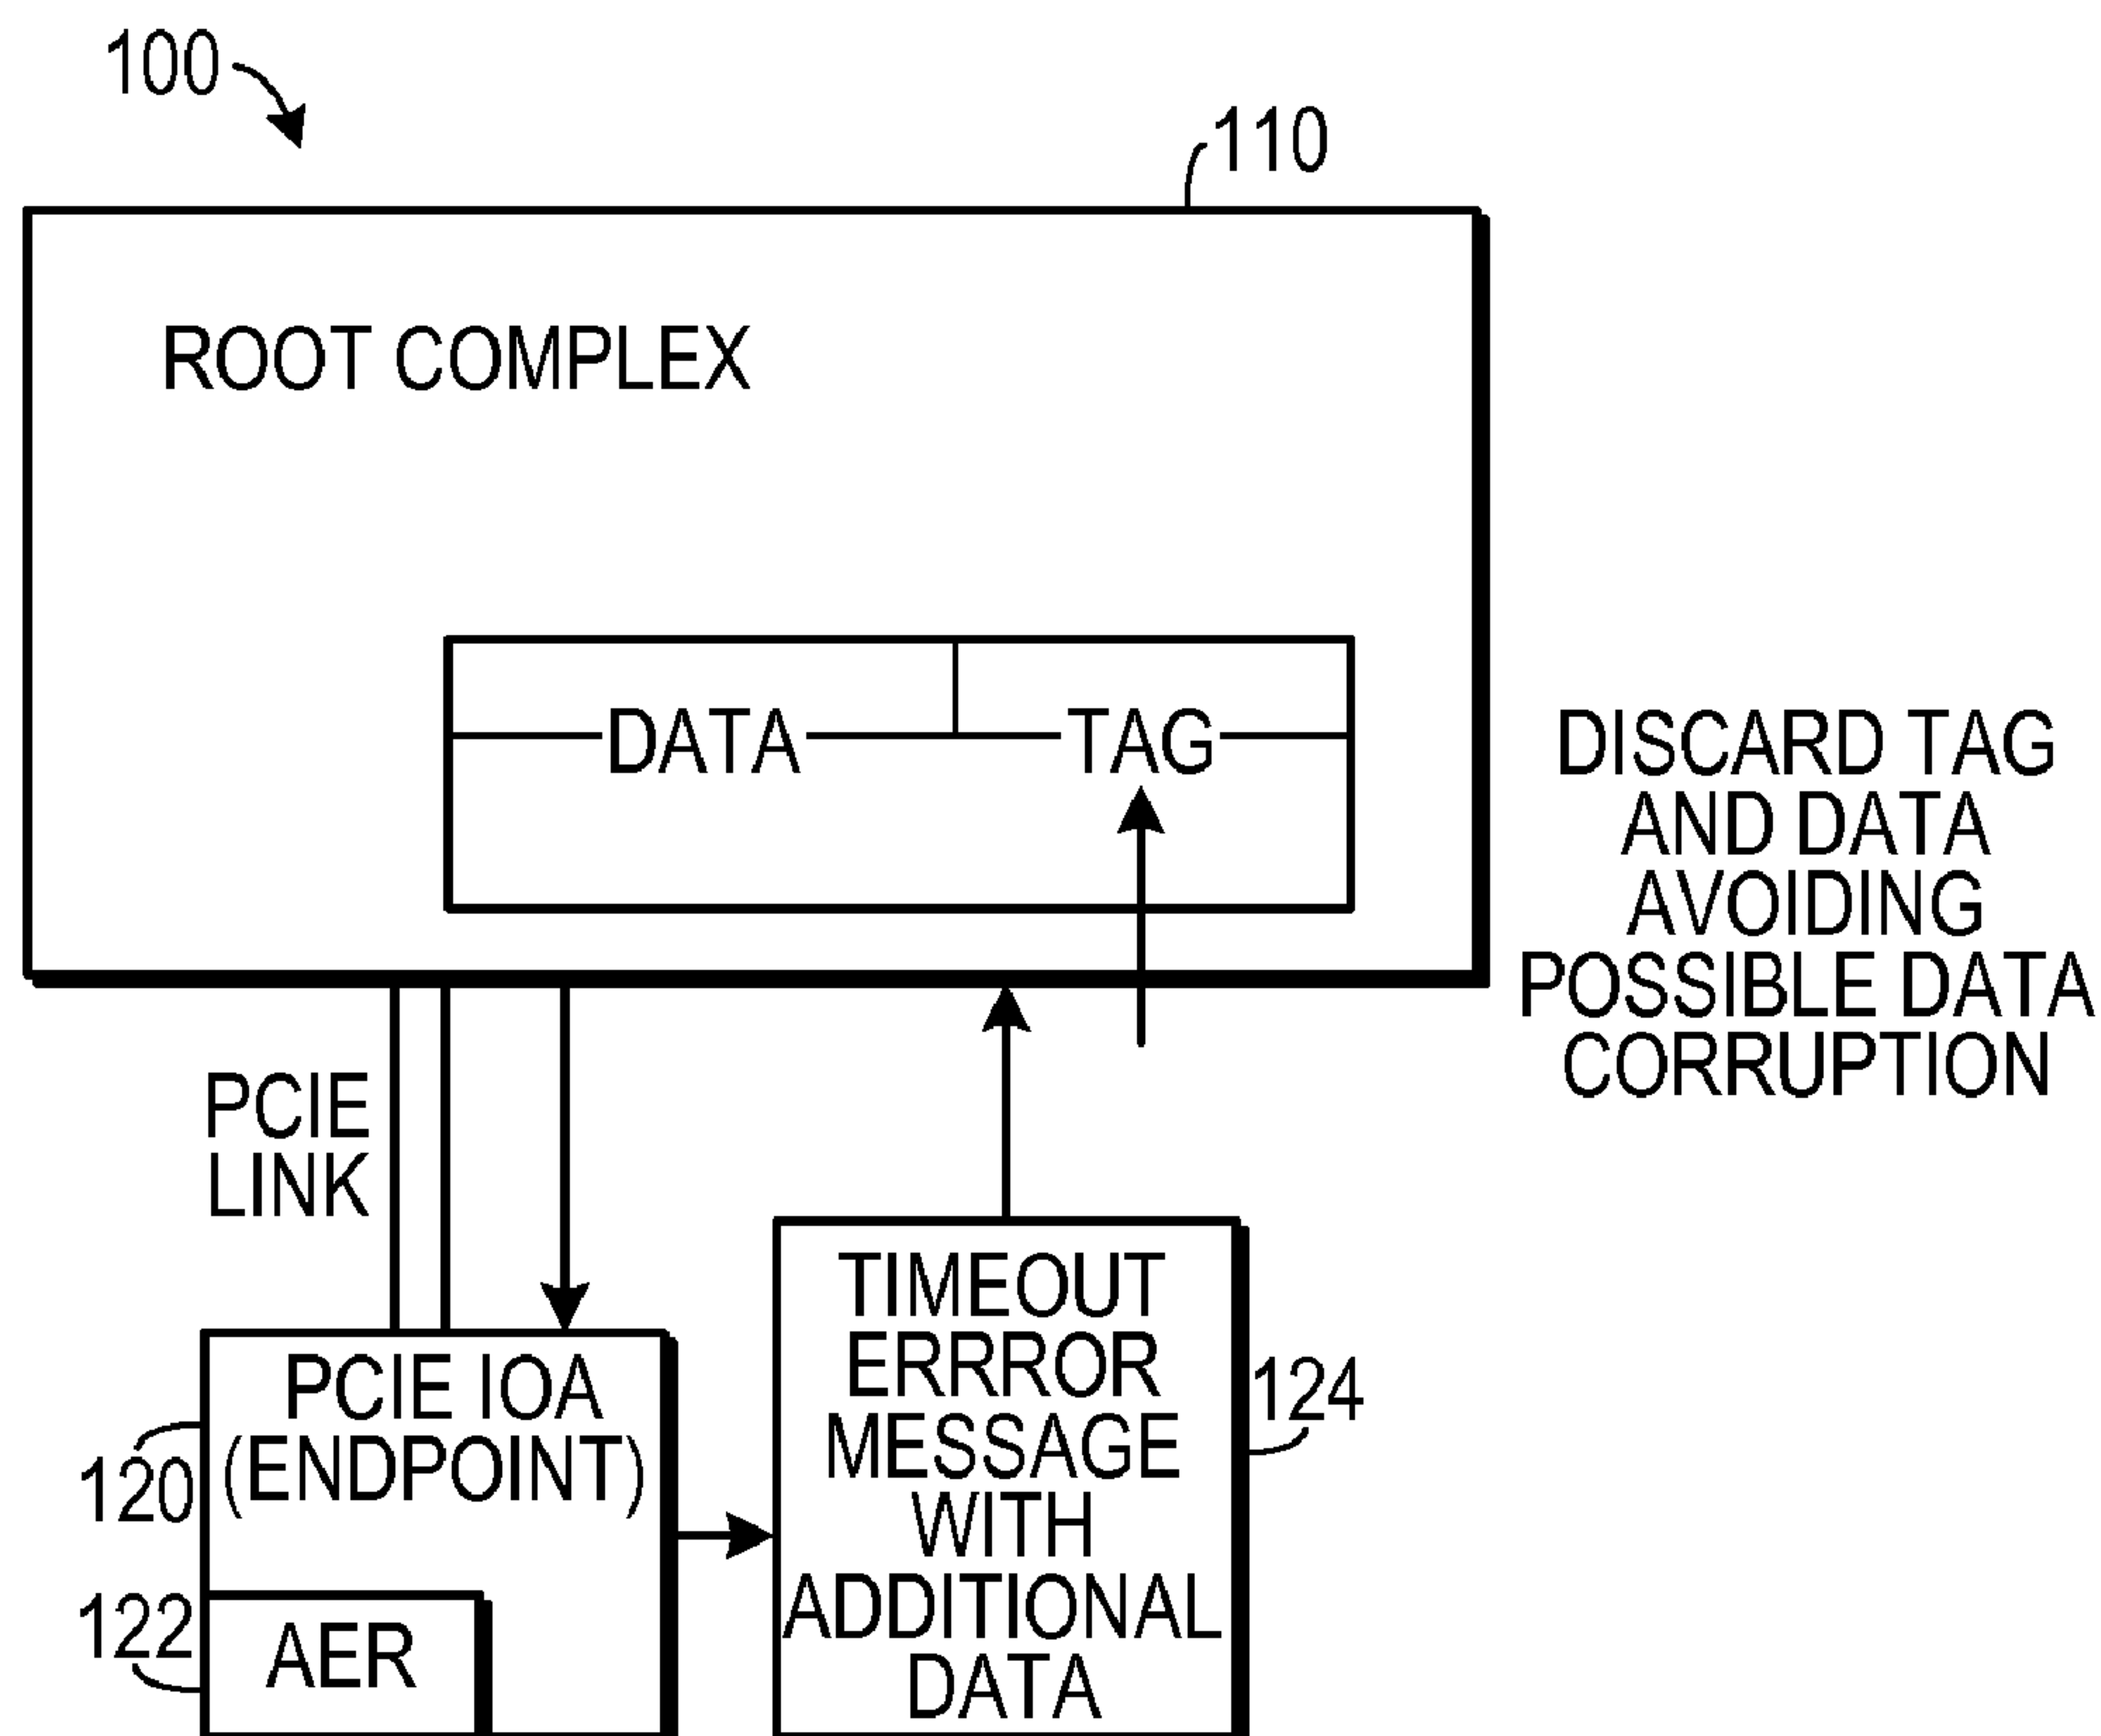 100
110
ROOT COMPLEX
DATA
TAG
DISCARD TAG
AND DATA
AVOIDING
POSSIBLE DATA
CORRUPTION
PCIE
LINK
PCIE IOA
(ENDPOINT)
120
122
AER
TIMEOUT
ERRROR
MESSAGE
WITH
ADDITIONAL
DATA
124